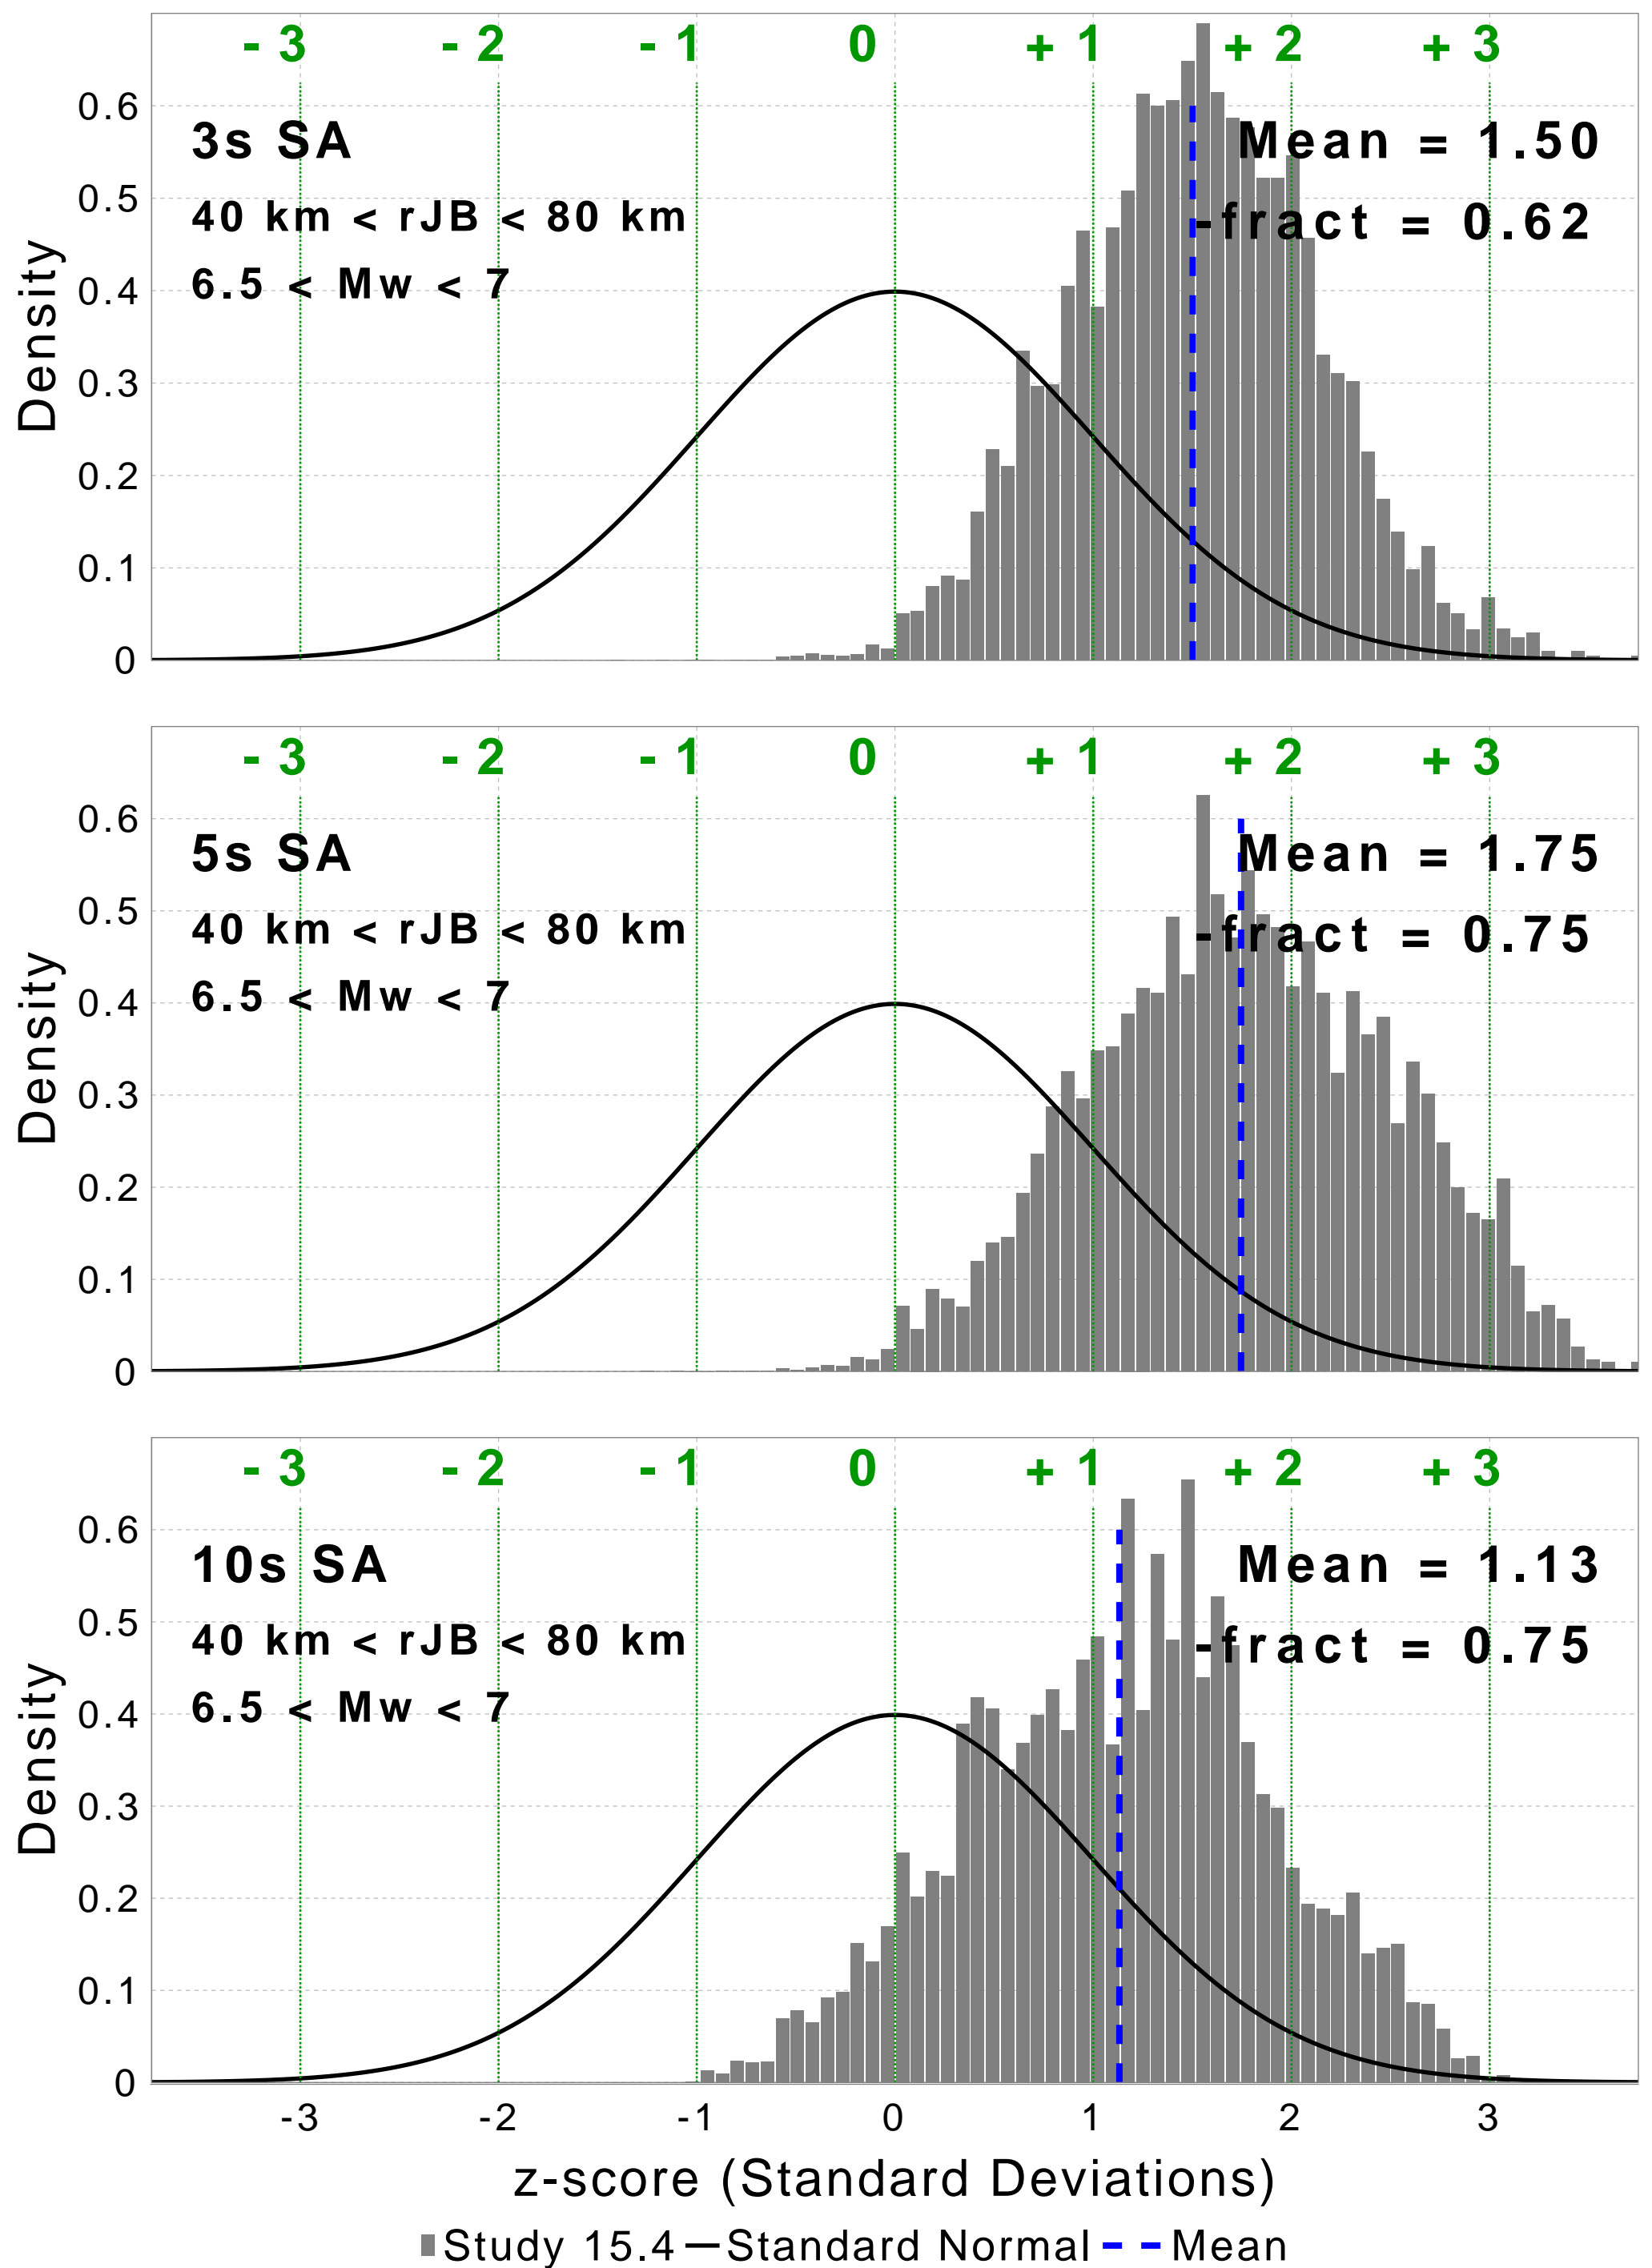 - 3 - 2 - 1 0 + 1 + 2 + 3
0.6
3s SA Mean = 1.50
0.5
40 km < rJB < 80 km -fract = 0.62
6.5 < Mw < 7
0.4
0.3
0.2
0.1
0
Density
- 3 - 2 - 1 0 + 1 + 2 + 3
0.6
5s SA Mean = 1.75
0.5
40 km < rJB < 80 km -fract = 0.75
6.5 < Mw < 7
0.4
0.3
0.2
0.1
0
Density
- 3 - 2 - 1 0 + 1 + 2 + 3
0.6
10s SA Mean = 1.13
0.5
40 km < rJB < 80 km -fract = 0.75
6.5 < Mw < 7
0.4
0.3
0.2
0.1
0
Density
-3 -2 -1 0 1 2 3
z-score (Standard Deviations)
Study 15.4 Standard Normal Mean